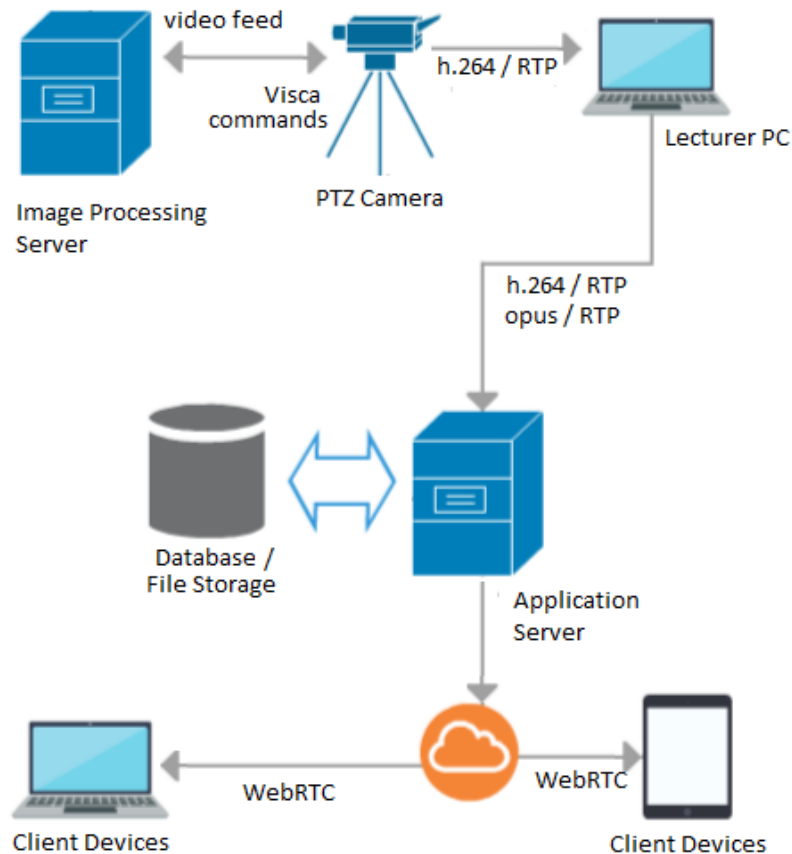 video feed
Visca
commands
h.264 / RTP
Lecturer PC
PTZ Camera
Image Processing
Server
h.264 / RTP
opus / RTP
Database /
File Storage
Application
Server
WebRTC
WebRTC
Client Devices
Client Devices